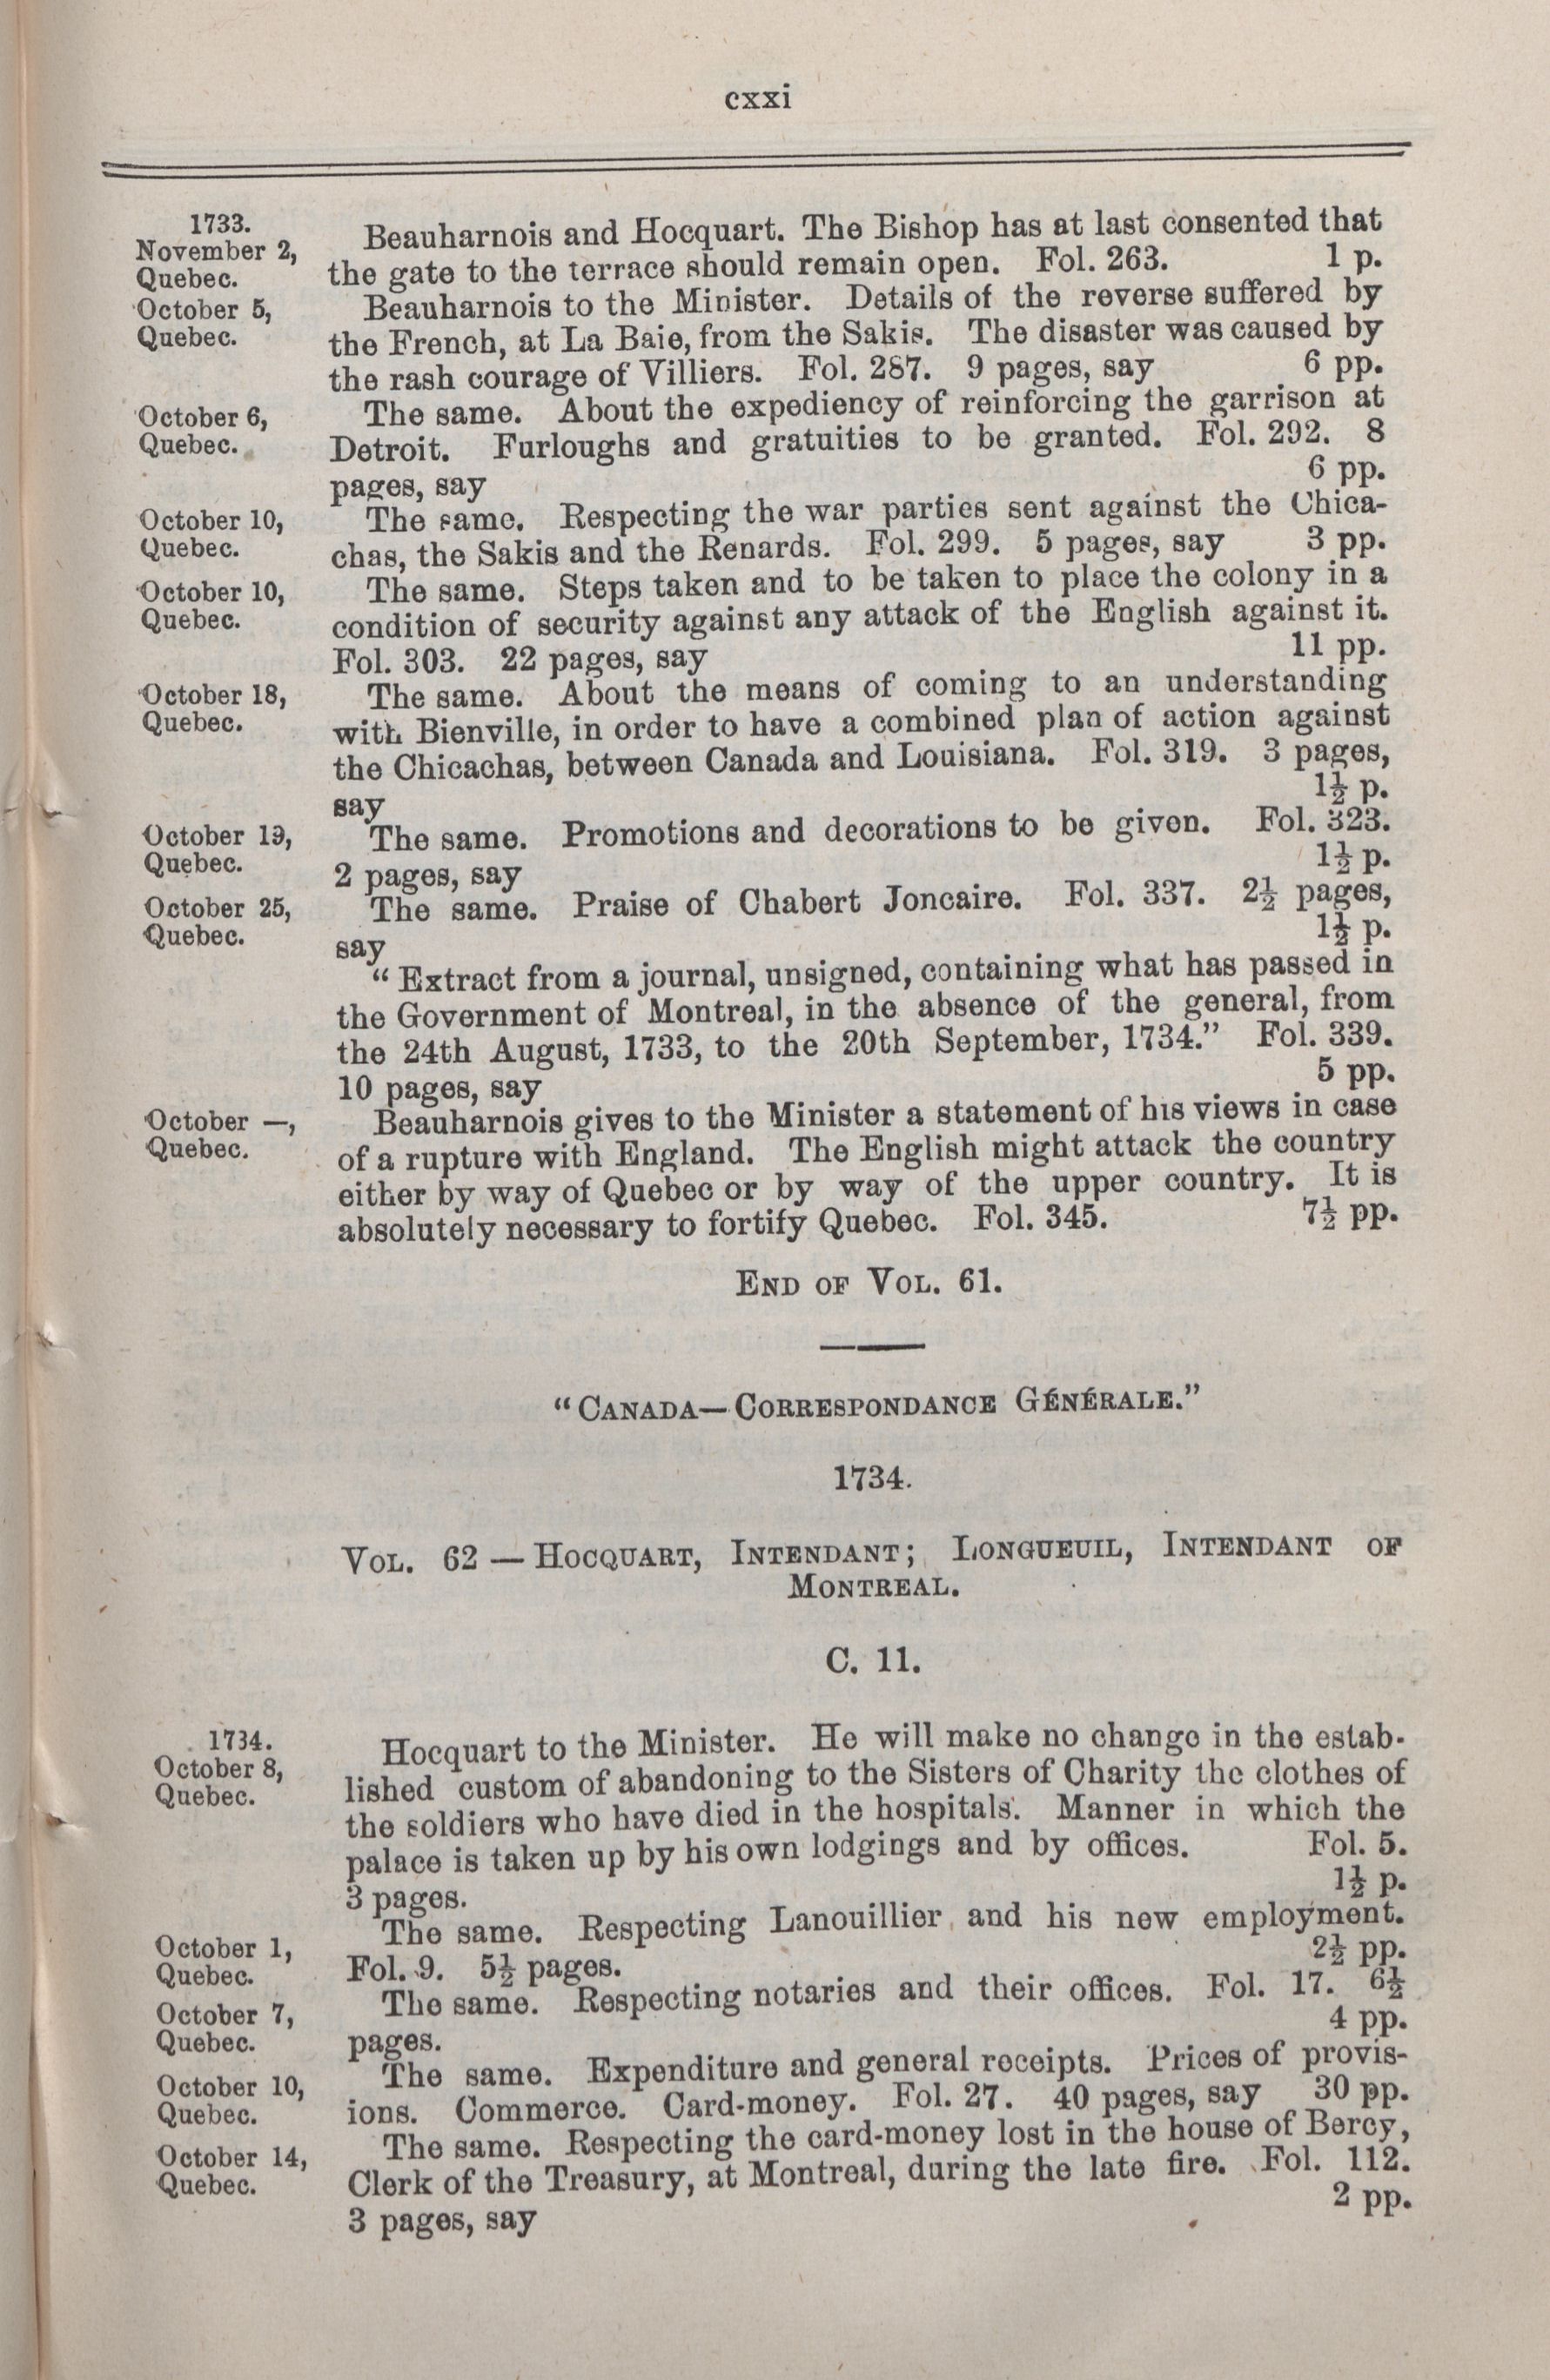 cxxi
1733.
November 2,
Quebec.
Beauharnois and Hocquart. The Bishop has at last consented that
the gate to the terrace should remain open. Fol. 263. 1 p.
October 5,
Quebec.
Beauharnois to the Minister. Details of the reverse suffered by
the French, at La Baie, from the Sakis. The disaster was caused by
the rash courage of Villiers. Fol. 287. 9 pages, say 6 pp.
October 6,
Quebec.
The same. About the expediency of reinforcing the garrison at
Detroit. Furloughs and gratuities to be granted. Fol. 292. 8
pages, say 6 pp.
October 10,
Quebec.
The same. Respecting the war parties sent against the Chica-
chas, the Sakis and the Renards. Fol. 299. 5 pages, say 3 pp.
October 10,
Quebec.
The same. Steps taken and to be taken to place the colony in a
condition of security against any attack of the English against it.
Fol. 303. 22 pages, say 11 pp.
October 18,
Quebec.
The same. About the means of coming to an understanding
with Bienville, in order to have a combined plan of action against
the Chicachas, between Canada and Louisiana. Fol. 319. 3 pages,
say 1½ p.
October 19,
Quebec.
The same. Promotions and decorations to be given. Fol. 323.
2 pages, say 1½ p.
October 25,
Quebec.
The same. Praise of Chabert Joncaire. Fol. 337. 2½ pages,
say 1½ p.
"Extract from a journal, unsigned, containing what has passed in
the Government of Montreal, in the absence of the general, from
the 24th August, 1733, to the 20th September, 1734." Fol. 339.
10 pages, say 5 pp.
October —,
Quebec.
Beauharnois gives to the Minister a statement of his views in case
of a rupture with England. The English might attack the country
either by way of Quebec or by way of the upper country. It is
absolutely necessary to fortify Quebec. Fol. 345. 7½ pp.
END OF VOL. 61.
"CANADA—CORRESPONDANCE GÉNÉRALE."
1734.
VOL. 62 — HOCQUART, INTENDANT; LONGUEUIL, INTENDANT OF
MONTREAL.
C. 11.
1734.
October 8,
Quebec.
Hocquart to the Minister. He will make no change in the estab-
lished custom of abandoning to the Sisters of Charity the clothes of
the soldiers who have died in the hospitals. Manner in which the
palace is taken up by his own lodgings and by offices. Fol. 5.
3 pages. 1½ p.
October 1,
Quebec.
The same. Respecting Lanouillier and his new employment.
Fol. 9. 5½ pages. 2½ pp.
October 7,
Quebec.
The same. Respecting notaries and their offices. Fol. 17. 6½
pages. 4 pp.
October 10,
Quebec.
The same. Expenditure and general receipts. Prices of provis-
ions. Commerce. Card-money. Fol. 27. 40 pages, say 30 pp.
October 14,
Quebec.
The same. Respecting the card-money lost in the house of Bercy,
Clerk of the Treasury, at Montreal, during the late fire. Fol. 112.
3 pages, say 2 pp.